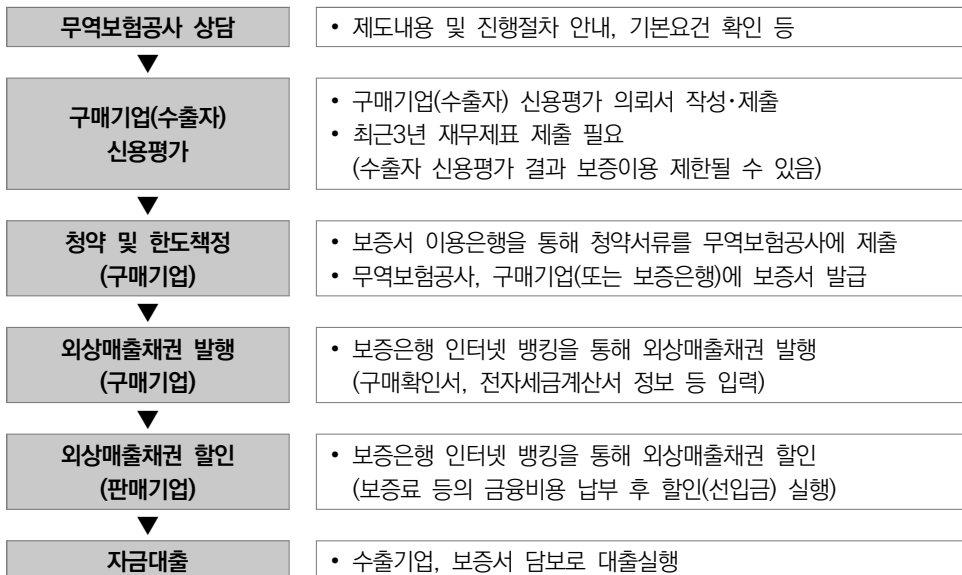 무역보험공사 상담
• 제도내용 및 진행절차 안내, 기본요건 확인 등
▼
구매기업(수출자)
신용평가
• 구매기업(수출자) 신용평가 의뢰서 작성·제출
• 최근3년 재무제표 제출 필요
(수출자 신용평가 결과 보증이용 제한될 수 있음)
▼
청약 및 한도책정
(구매기업)
• 보증서 이용은행을 통해 청약서류를 무역보험공사에 제출
• 무역보험공사, 구매기업(또는 보증은행)에 보증서 발급
▼
외상매출채권 발행
(구매기업)
• 보증은행 인터넷 뱅킹을 통해 외상매출채권 발행
(구매확인서, 전자세금계산서 정보 등 입력)
▼
외상매출채권 할인
(판매기업)
• 보증은행 인터넷 뱅킹을 통해 외상매출채권 할인
(보증료 등의 금융비용 납부 후 할인(선입금) 실행)
▼
자금대출
• 수출기업, 보증서 담보로 대출실행